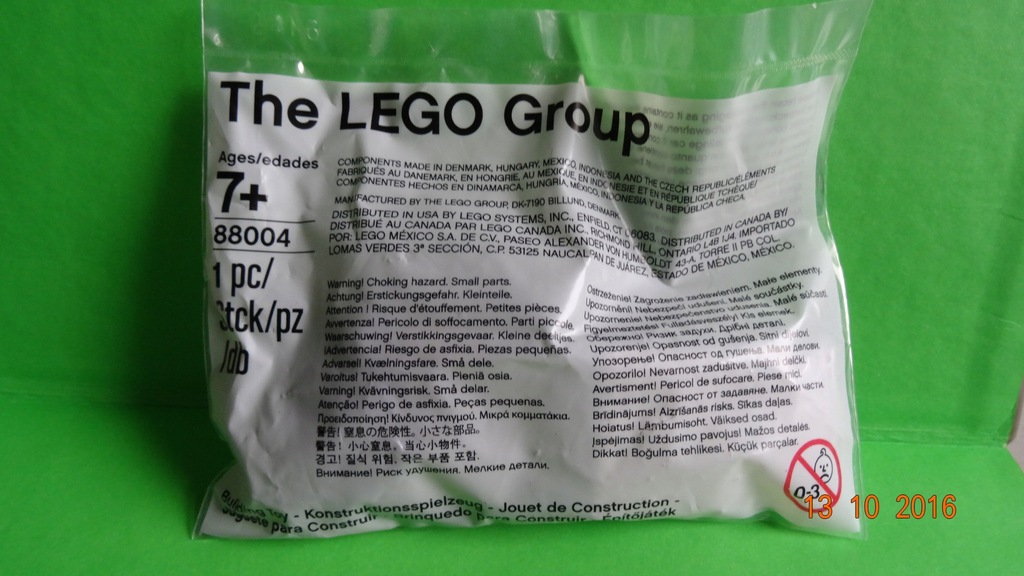 The LEGO Group
Ages/edades
7+
88004
1 pc/
Stck/pz
/db
COMPONENTS MADE IN DENMARK, HUNGARY, MEXICO, INDONESIA AND THE CZECH REPUBLIC/ÉLÉMENTS
FABRIQUÉS AU DANEMARK, EN HONGRIE, AU MEXIQUE, EN INDONÉSIE ET EN RÉPUBLIQUE TCHÈQUE/
COMPONENTES HECHOS EN DINAMARCA, HUNGRIA, MÉXICO, INDONESIA Y LA REPÚBLICA CHECA.
MANUFACTURED BY THE LEGO GROUP, DK-7190 BILLUND, DENMARK
DISTRIBUTED IN USA BY LEGO SYSTEMS, INC., ENFIELD, CT 06083. DISTRIBUTED IN CANADA BY/
DISTRIBUÉ AU CANADA PAR LEGO CANADA INC., RICHMOND HILL, ONTARIO L4B 1J4. IMPORTADO
POR: LEGO MÉXICO S.A. DE C.V., PASEO ALEXANDER VON HUMBOLDT 43-A, TORRE II PB COL.
LOMAS VERDES 3ª SECCIÓN, C.P. 53125 NAUCALPAN DE JUÁREZ, ESTADO DE MÉXICO, MÉXICO.
Warning! Choking hazard. Small parts.
Achtung! Erstickungsgefahr. Kleinteile.
Attention ! Risque d'étouffement. Petites pièces.
Avvertenza! Pericolo di soffocamento. Parti piccole.
Waarschuwing! Verstikkingsgevaar. Kleine deeltjes.
¡Advertencia! Riesgo de asfixia. Piezas pequeñas.
Advarsel! Kvælningsfare. Små dele.
Varoitus! Tukehtumisvaara. Pieniä osia.
Varning! Kvävningsrisk. Små delar.
Atenção! Perigo de asfixia. Peças pequenas.
Προειδοποίηση! Κίνδυνος πνιγμού. Μικρά κομματάκια.
警告! 窒息の危険性。小さな部品。
警告! 小心窒息。当心小物件。
경고! 질식 위험. 작은 부품 포함.
Внимание! Риск удушения. Мелкие детали.
Ostrzeżenie! Zagrożenie zadławieniem. Małe elementy.
Upozornění! Nebezpečí udušení. Malé součástky.
Upozornenie! Nebezpečenstvo udusenia. Malé súčasti.
Figyelmeztetés! Fulladásveszély! Kis elemek.
Обережно! Ризик задухи. Дрібні деталі.
Upozorenje! Opasnost od gušenja. Sitni dijelovi.
Упозорење! Опасност од гушења. Мали делови.
Opozorilo! Nevarnost zadušitve. Majhni delčki.
Avertisment! Pericol de sufocare. Piese mici.
Внимание! Опасност от задавяне. Малки части
Brīdinājums! Aizrīšanās risks. Sīkas daļas.
Hoiatus! Lämbumisoht. Väiksed osad.
Įspėjimas! Uždusimo pavojus! Mažos detalės.
Dikkat! Boğulma tehlikesi. Küçük parçalar.
0-3
Building Toy - Konstruktionsspielzeug - Jouet de Construction -
Juguete para Construir - Brinquedo para Construir - Építőjáték
13 10 2016